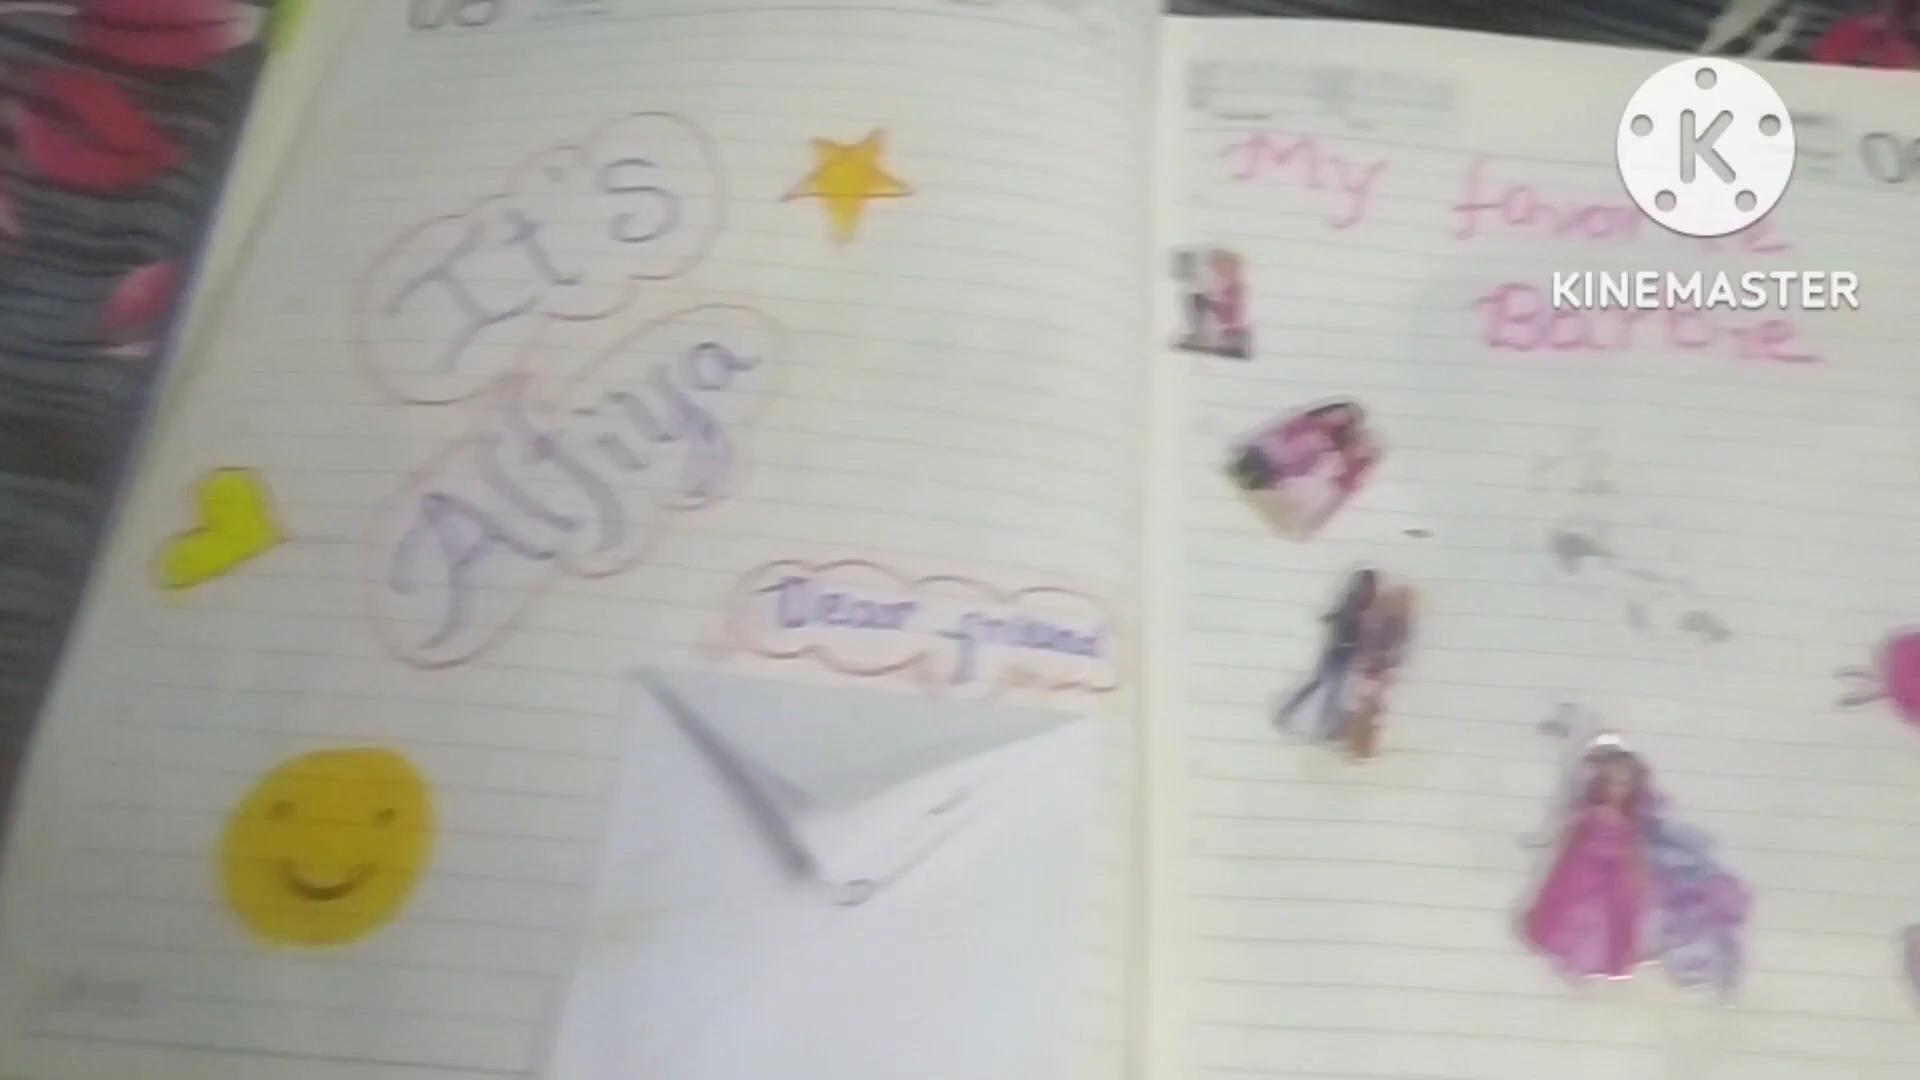 It's
Afiya
Dear friend
My favorite
Barbie
KINEMASTER